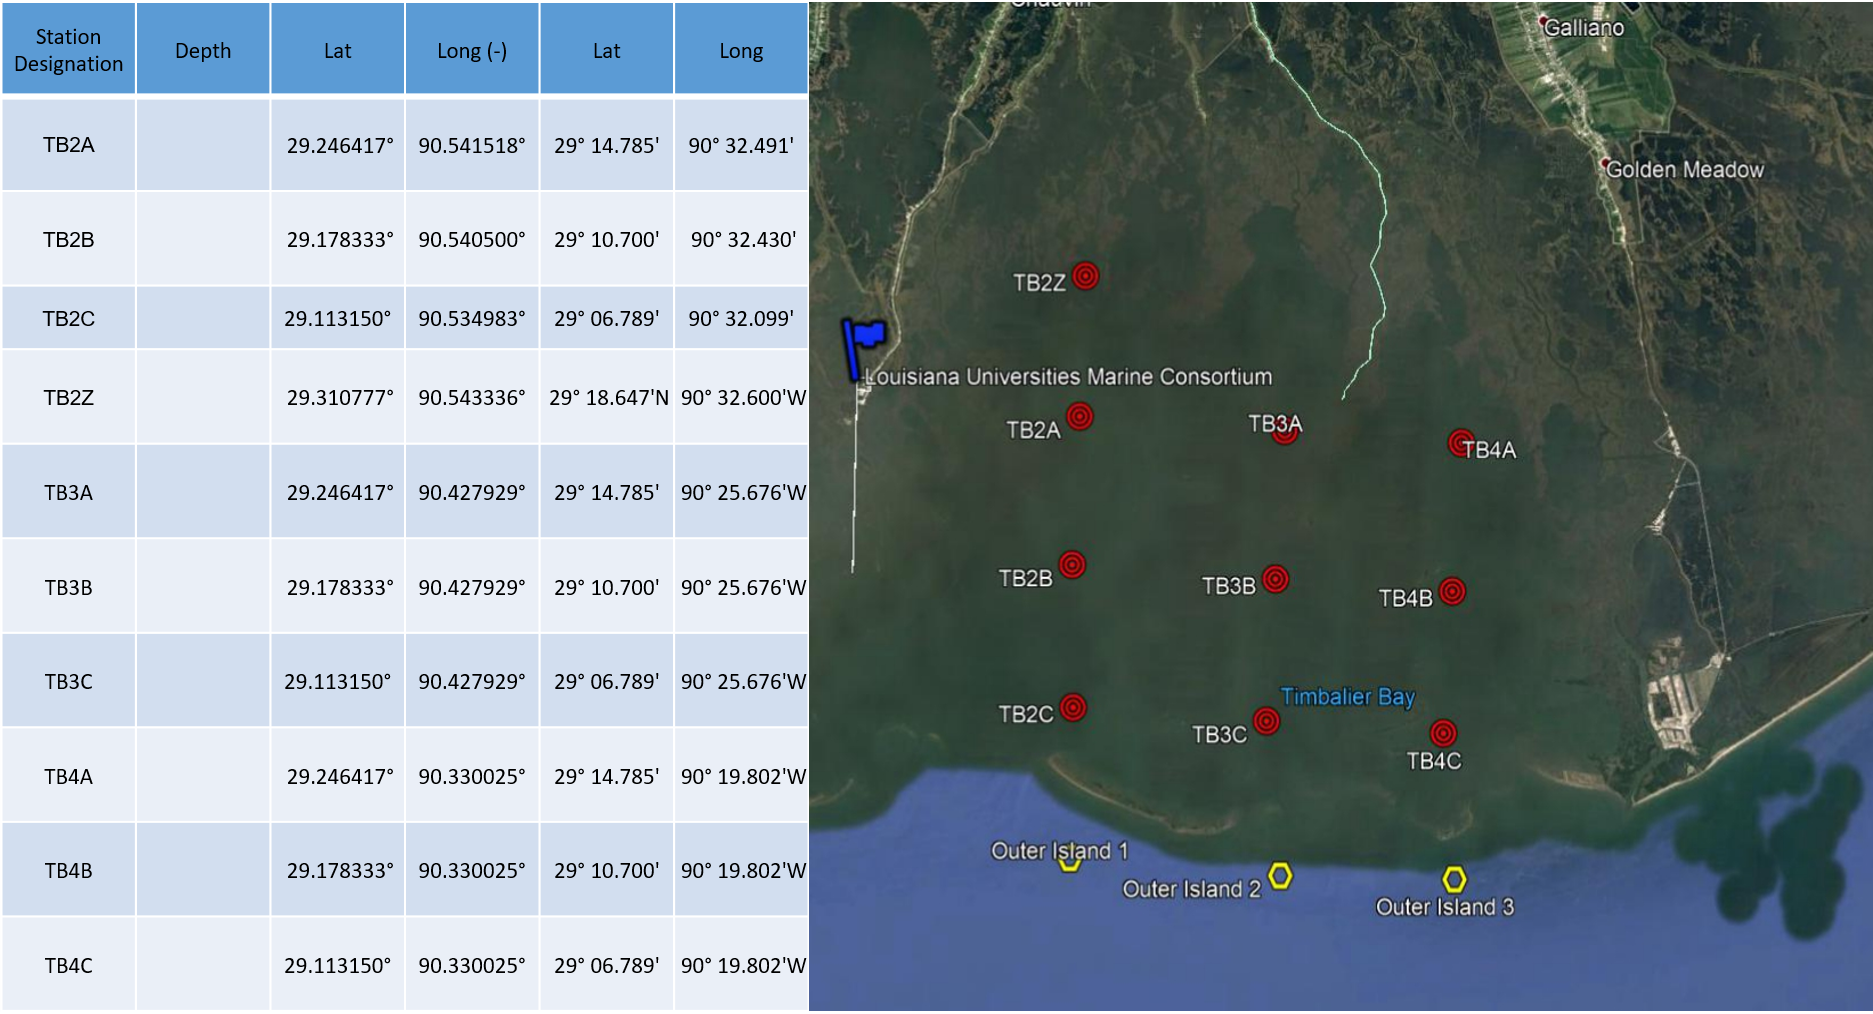 Station Designation Depth Lat Long (-) Lat Long
TB2A 29.246417° 90.541518° 29° 14.785' 90° 32.491'
TB2B 29.178333° 90.540500° 29° 10.700' 90° 32.430'
TB2C 29.113150° 90.534983° 29° 06.789' 90° 32.099'
TB2Z 29.310777° 90.543336° 29° 18.647'N 90° 32.600'W
TB3A 29.246417° 90.427929° 29° 14.785' 90° 25.676'W
TB3B 29.178333° 90.427929° 29° 10.700' 90° 25.676'W
TB3C 29.113150° 90.427929° 29° 06.789' 90° 25.676'W
TB4A 29.246417° 90.330025° 29° 14.785' 90° 19.802'W
TB4B 29.178333° 90.330025° 29° 10.700' 90° 19.802'W
TB4C 29.113150° 90.330025° 29° 06.789' 90° 19.802'W
Chauvin
Galliano
Golden Meadow
TB2Z
Louisiana Universities Marine Consortium
TB2A
TB3A
TB4A
TB2B
TB3B
TB4B
Timbalier Bay
TB2C
TB3C
TB4C
Outer Island 1
Outer Island 2
Outer Island 3